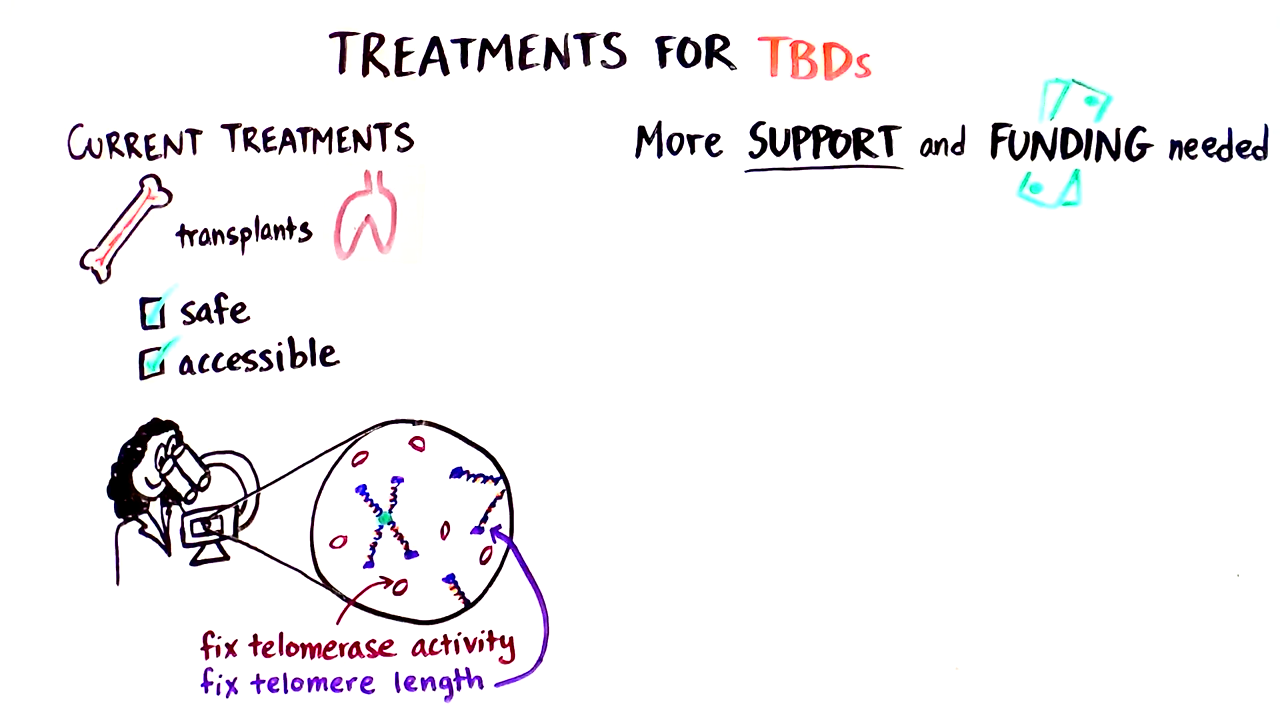 TREATMENTS FOR TBDs
CURRENT TREATMENTS
transplants
safe
accessible
fix telomerase activity
fix telomere length
More SUPPORT and FUNDING needed